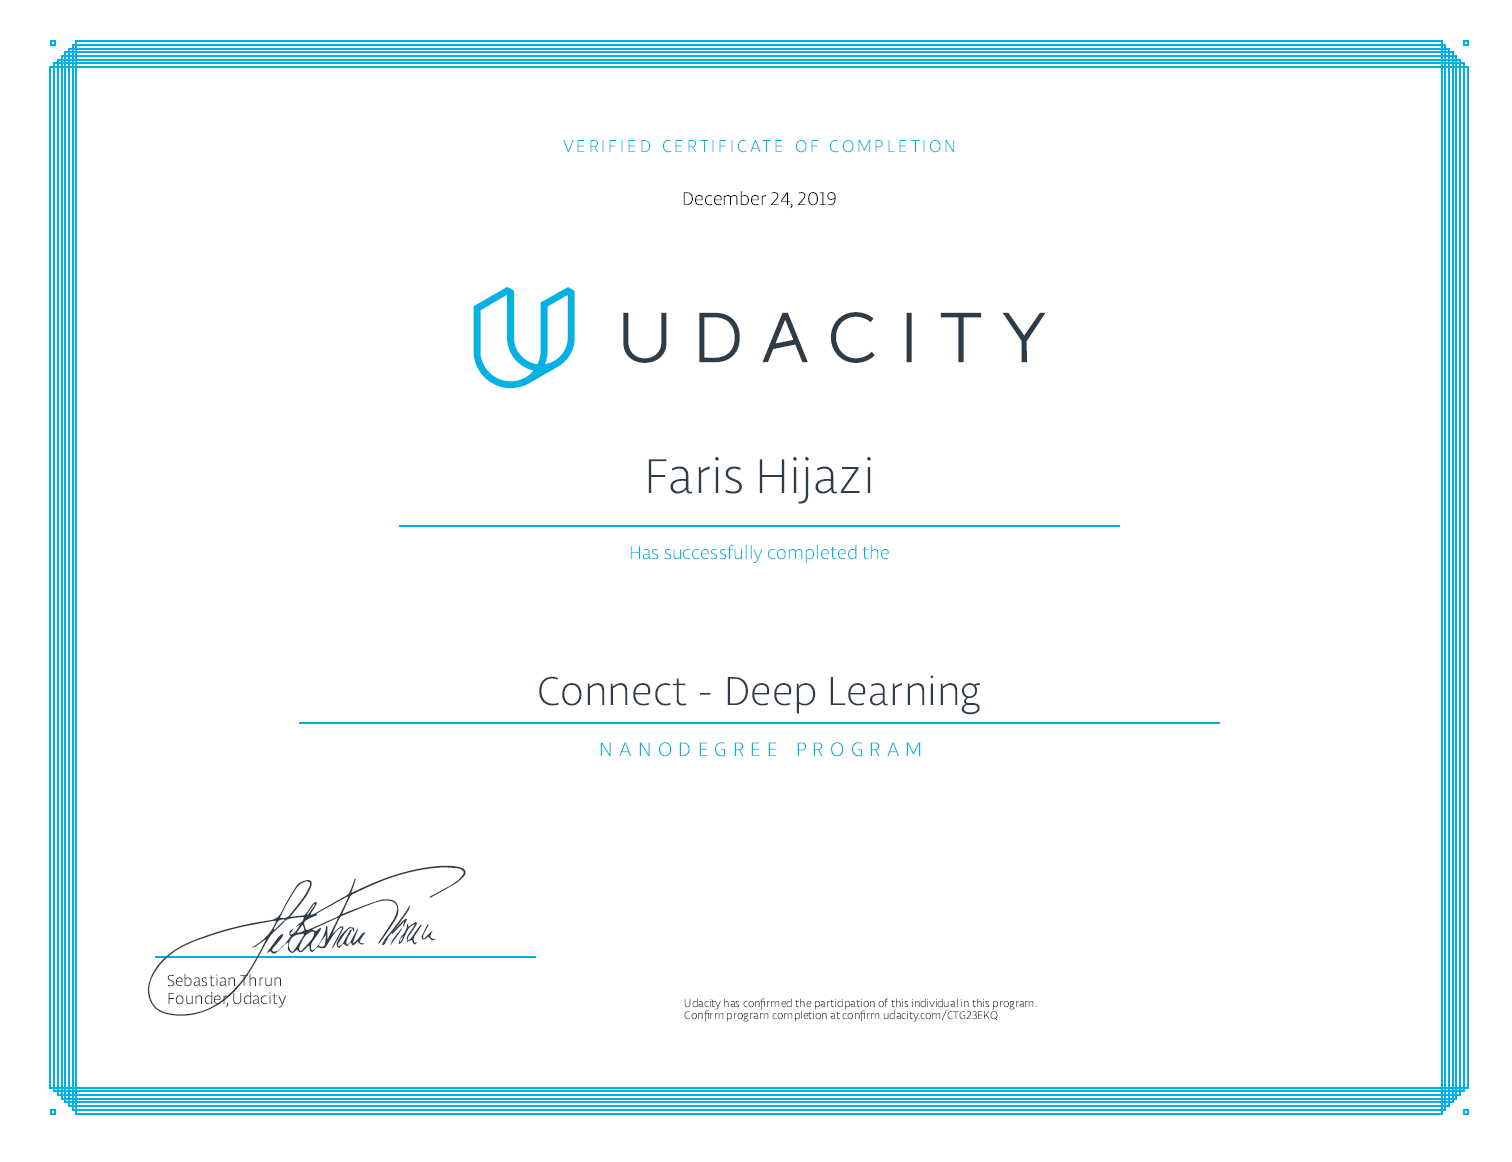 VERIFIED CERTIFICATE OF COMPLETION
December 24, 2019
UDACITY
Faris Hijazi
Has successfully completed the
Connect - Deep Learning
NANODEGREE PROGRAM
Sebastian Thrun
Sebastian Thrun
Founder, Udacity
Udacity has confirmed the participation of this individual in this program.
Confirm program completion at confirm.udacity.com/CTG23EKQ